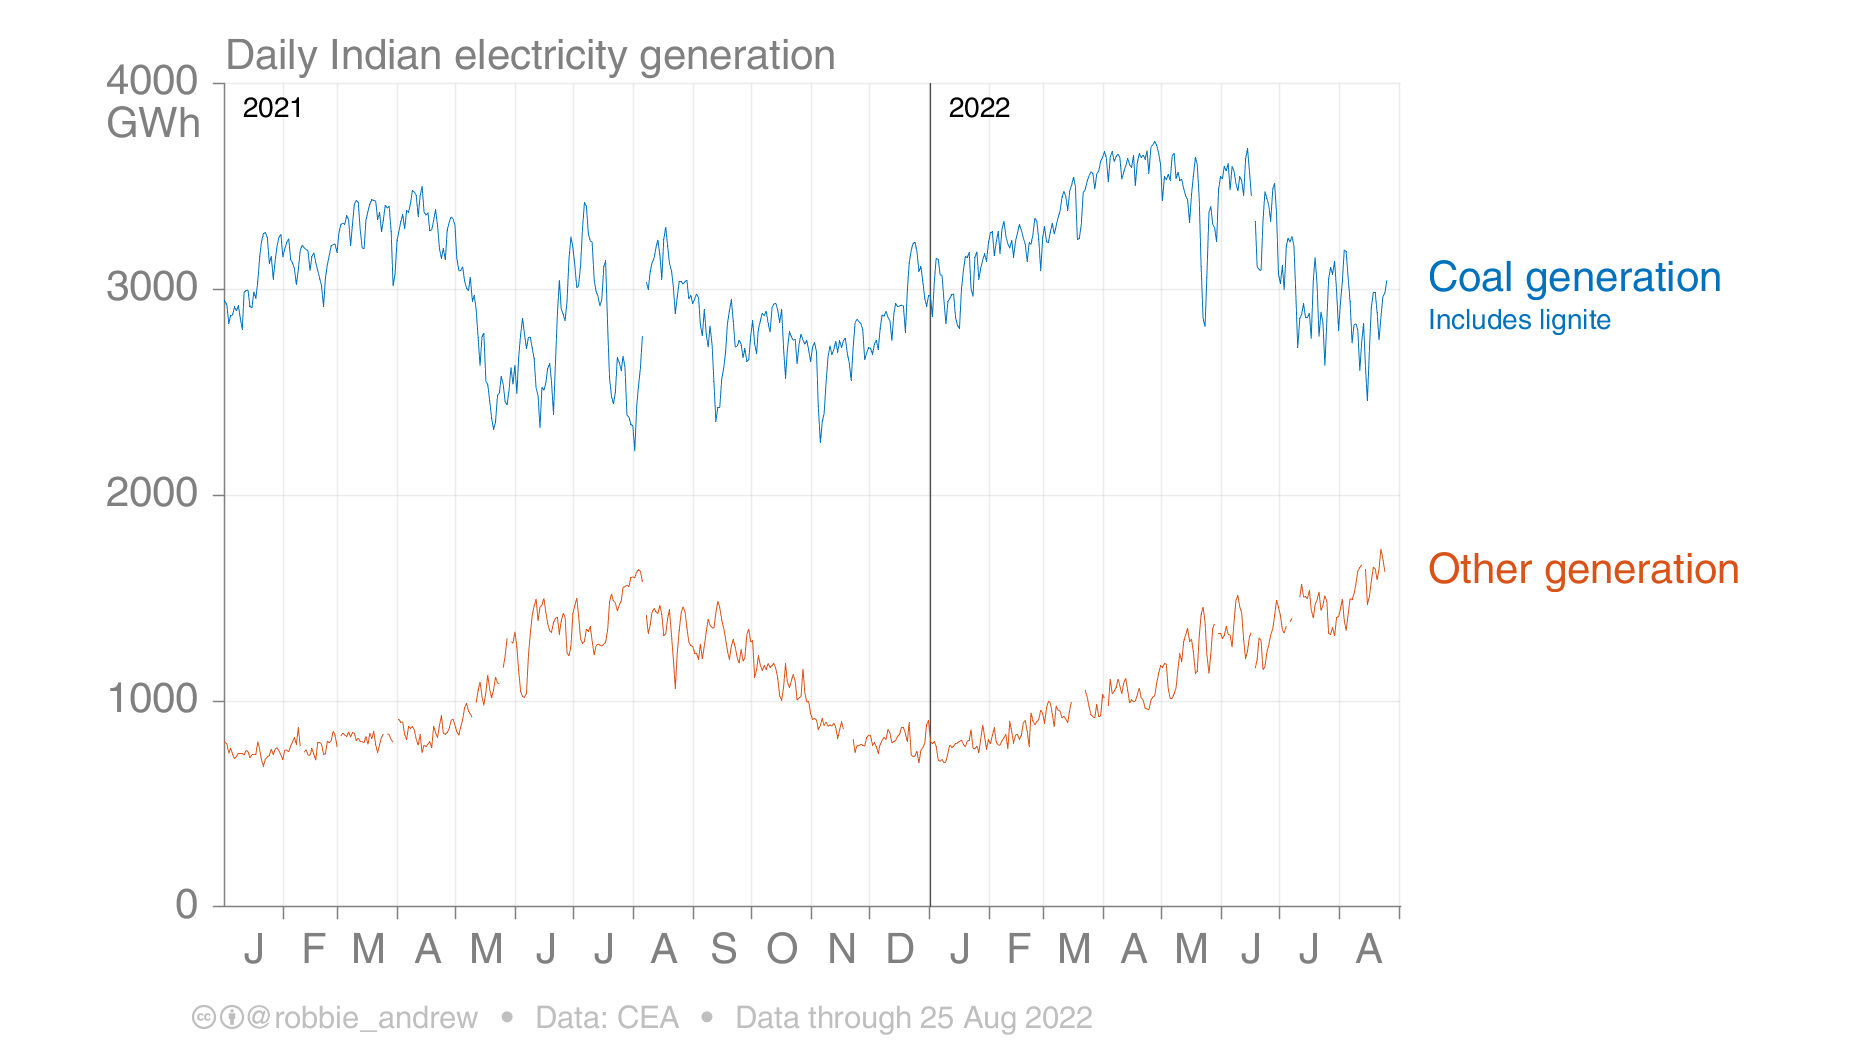 Daily Indian electricity generation
4000
GWh
2021
2022
3000
2000
1000
0
Coal generation
Includes lignite
Other generation
J F M A M J J A S O N D J F M A M J J A
@robbie_andrew • Data: CEA • Data through 25 Aug 2022